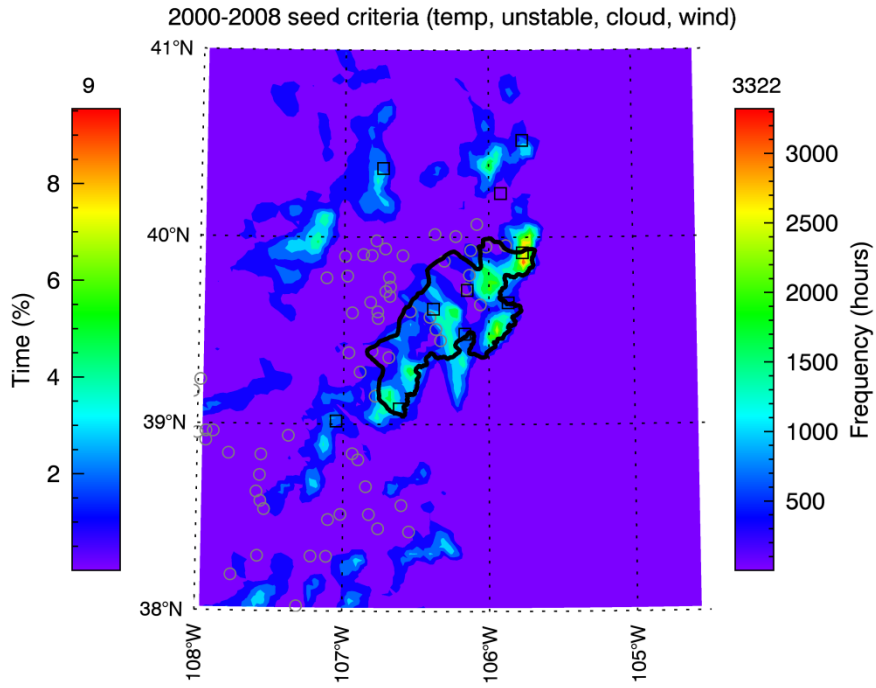 2000-2008 seed criteria (temp, unstable, cloud, wind)
41°N
40°N
39°N
38°N
108°W
107°W
106°W
105°W
9
8
6
4
2
Time (%)
3322
3000
2500
2000
1500
1000
500
Frequency (hours)